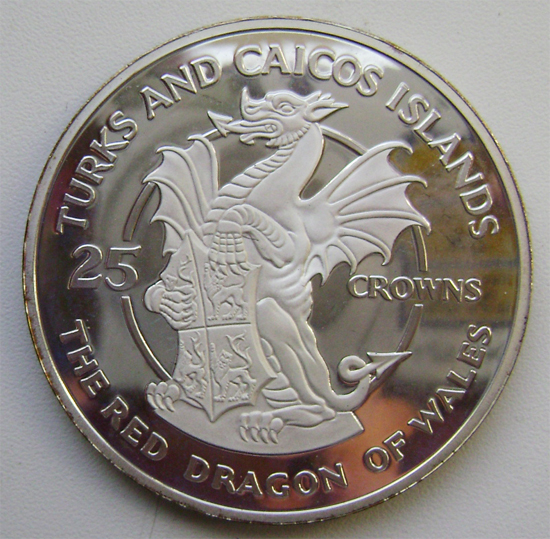 TURKS AND CAICOS ISLANDS
25 CROWNS
THE RED DRAGON OF WALES